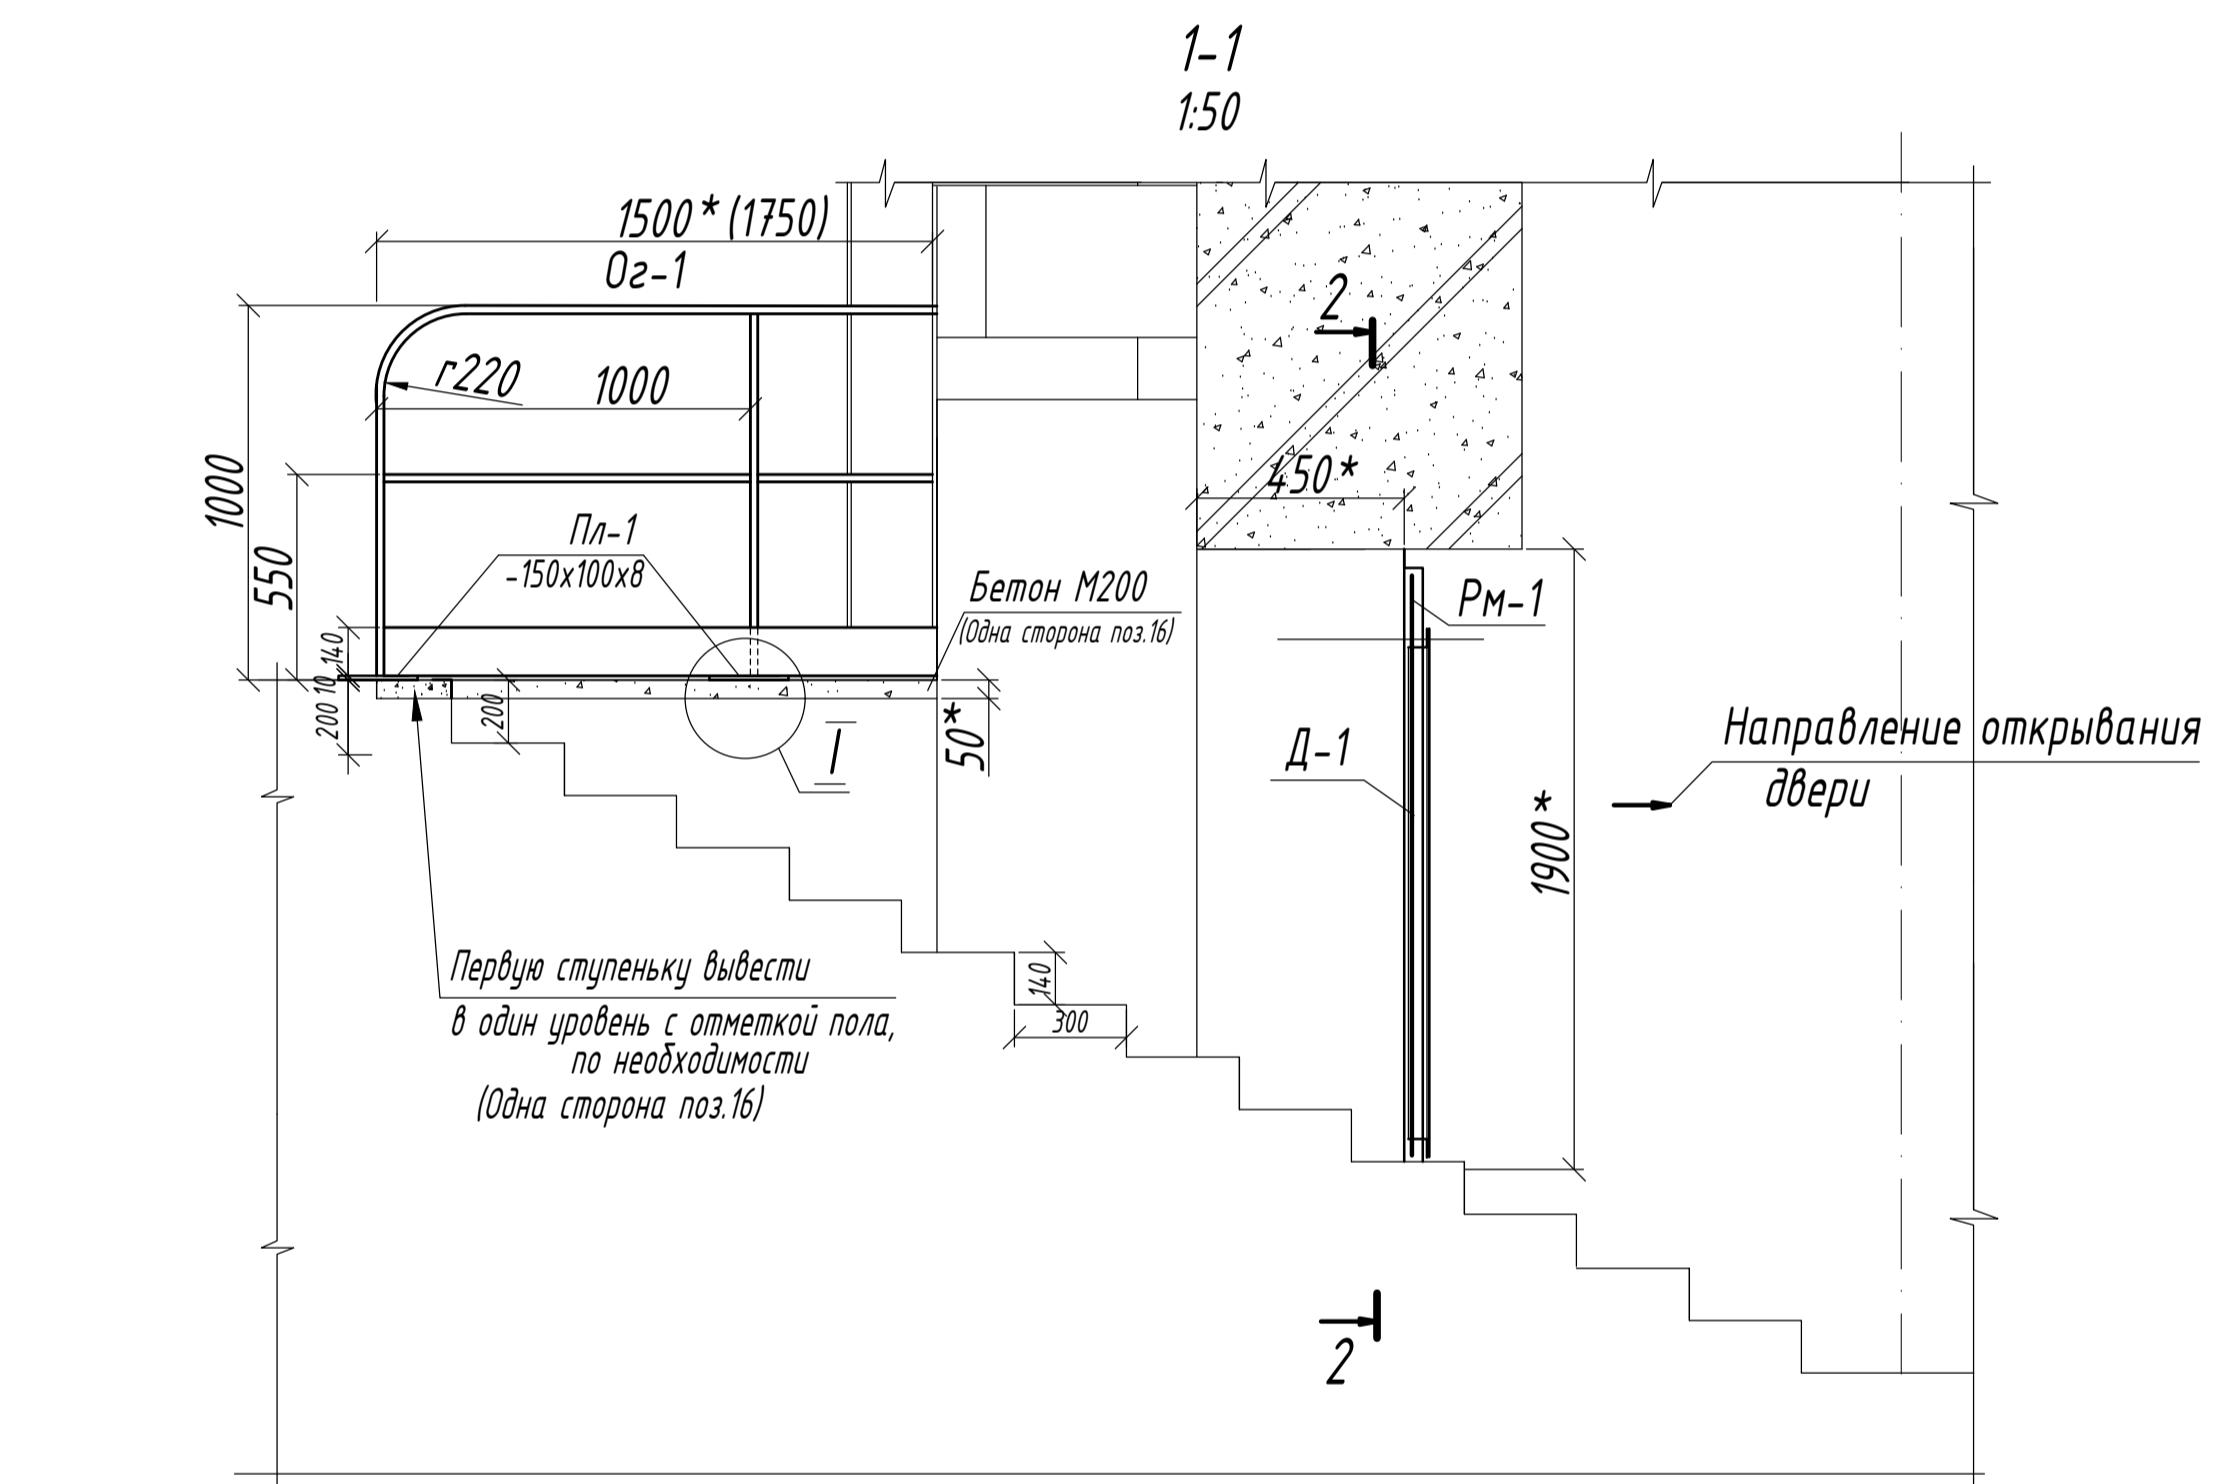 1-1
1:50
1500*(1750)
Ог-1
2
r220
1000
1000
450*
550
Пл-1
-150х100х8
Бетон М200
(Одна сторона поз.16)
Рм-1
140
10
200
200
50*
I
Д-1
Направление открывания
двери
1900*
Первую ступеньку вывести
в один уровень с отметкой пола,
по необходимости
(Одна сторона поз.16)
140
300
2